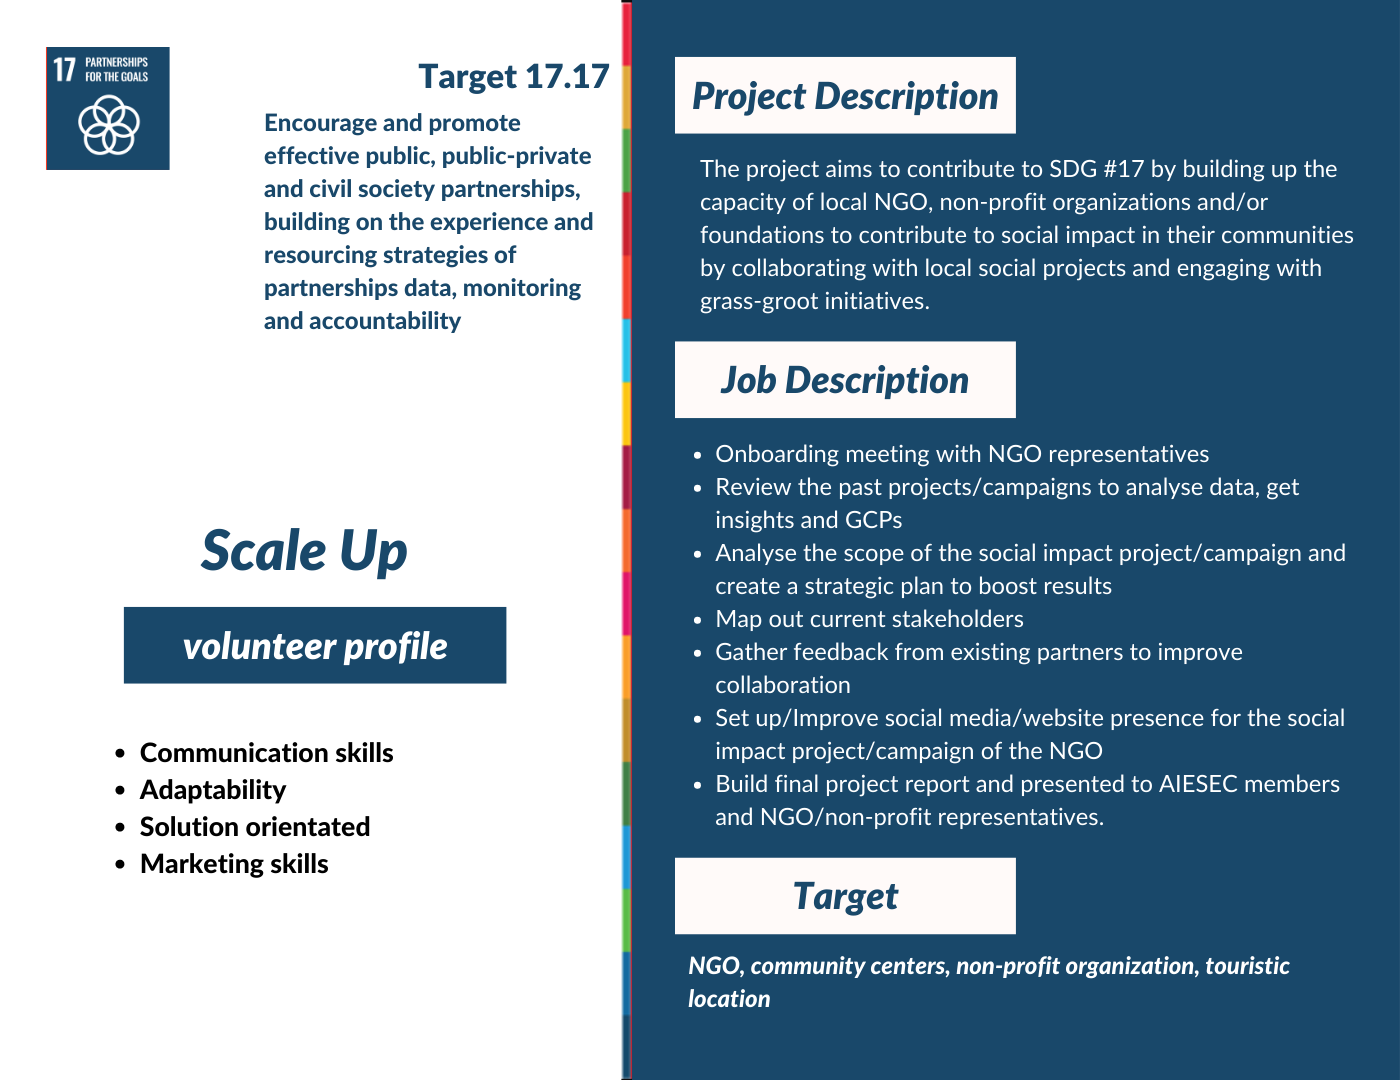 17 PARTNERSHIPS
FOR THE GOALS
Target 17.17
Encourage and promote
effective public, public-private
and civil society partnerships,
building on the experience and
resourcing strategies of
partnerships data, monitoring
and accountability
Scale Up
volunteer profile
• Communication skills
• Adaptability
• Solution orientated
• Marketing skills
Project Description
The project aims to contribute to SDG #17 by building up the
capacity of local NGO, non-profit organizations and/or
foundations to contribute to social impact in their communities
by collaborating with local social projects and engaging with
grass-groot initiatives.
Job Description
• Onboarding meeting with NGO representatives
• Review the past projects/campaigns to analyse data, get
insights and GCPs
• Analyse the scope of the social impact project/campaign and
create a strategic plan to boost results
• Map out current stakeholders
• Gather feedback from existing partners to improve
collaboration
• Set up/Improve social media/website presence for the social
impact project/campaign of the NGO
• Build final project report and presented to AIESEC members
and NGO/non-profit representatives.
Target
NGO, community centers, non-profit organization, touristic
location